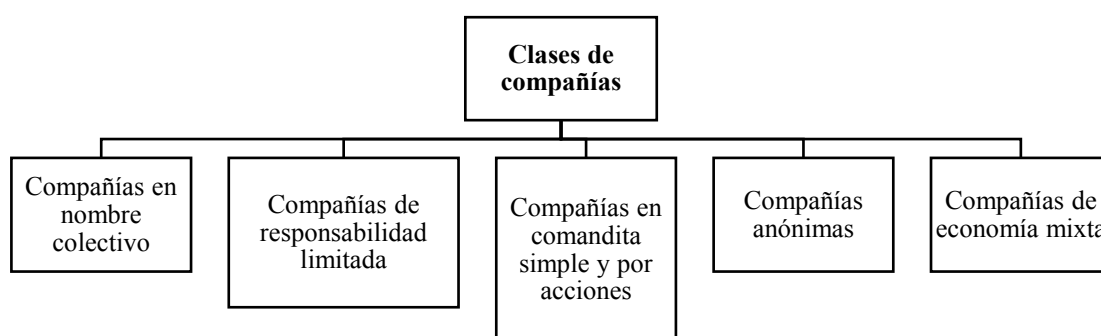 Clases de
compañías
Compañías en
nombre
colectivo
Compañías de
responsabilidad
limitada
Compañías en
comandita
simple y por
acciones
Compañías
anónimas
Compañías de
economía mixta